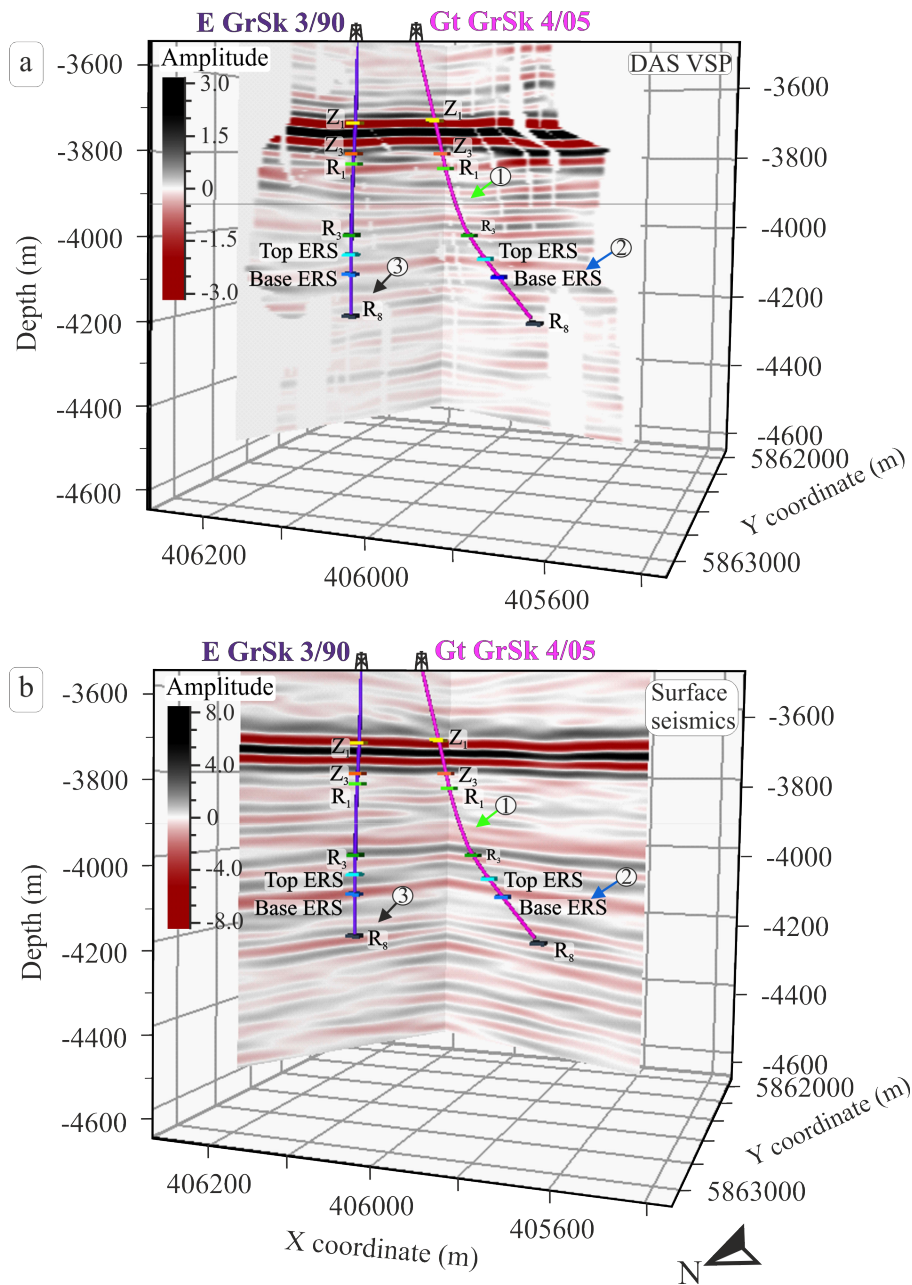 E GrSk 3/90 Gt GrSk 4/05
a
Amplitude
DAS VSP
3.0
1.5
0
-1.5
-3.0
-3600
-3800
-4000
-4200
-4400
-4600
Depth (m)
Z1
Z3
R1
R3
Top ERS
Base ERS
R8
Z1
Z3
R1
R3
Top ERS
Base ERS
R8
1
2
3
-3600
-3800
-4000
-4200
-4400
-4600
5862000
Y coordinate (m)
5863000
406200
406000
405600
E GrSk 3/90 Gt GrSk 4/05
b
Amplitude
Surface
seismics
8.0
4.0
0
-4.0
-8.0
-3600
-3800
-4000
-4200
-4400
-4600
Depth (m)
Z1
Z3
R1
R3
Top ERS
Base ERS
R8
Z1
Z3
R1
R3
Top ERS
Base ERS
R8
1
2
3
-3600
-3800
-4000
-4200
-4400
-4600
5862000
Y coordinate (m)
5863000
406200
406000
405600
X coordinate (m)
N